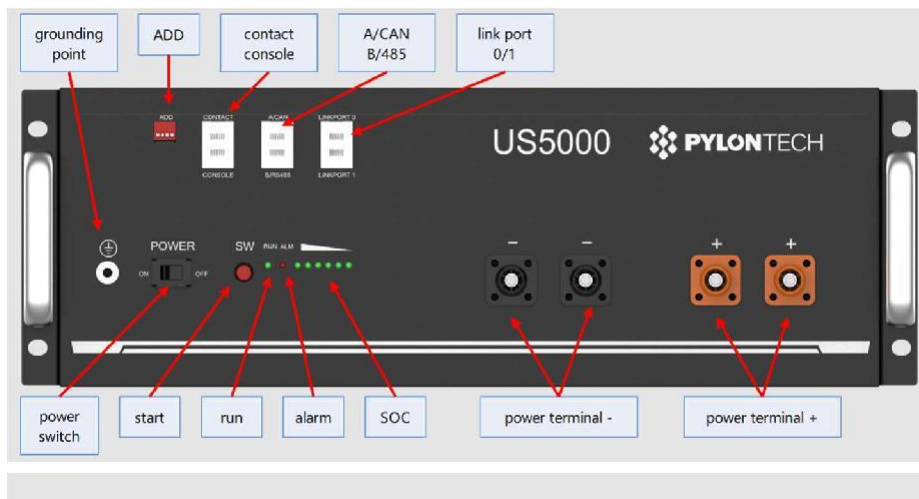 grounding
point
ADD
contact
console
A/CAN
B/485
link port
0/1
ADD
CONTACT
A/CAN
LINKPORT 0
CONSOLE
B/RS485
LINKPORT 1
US5000
PYLONTECH
POWER
ON
OFF
SW
RUN
ALM
−
−
+
+
power
switch
start
run
alarm
SOC
power terminal -
power terminal +